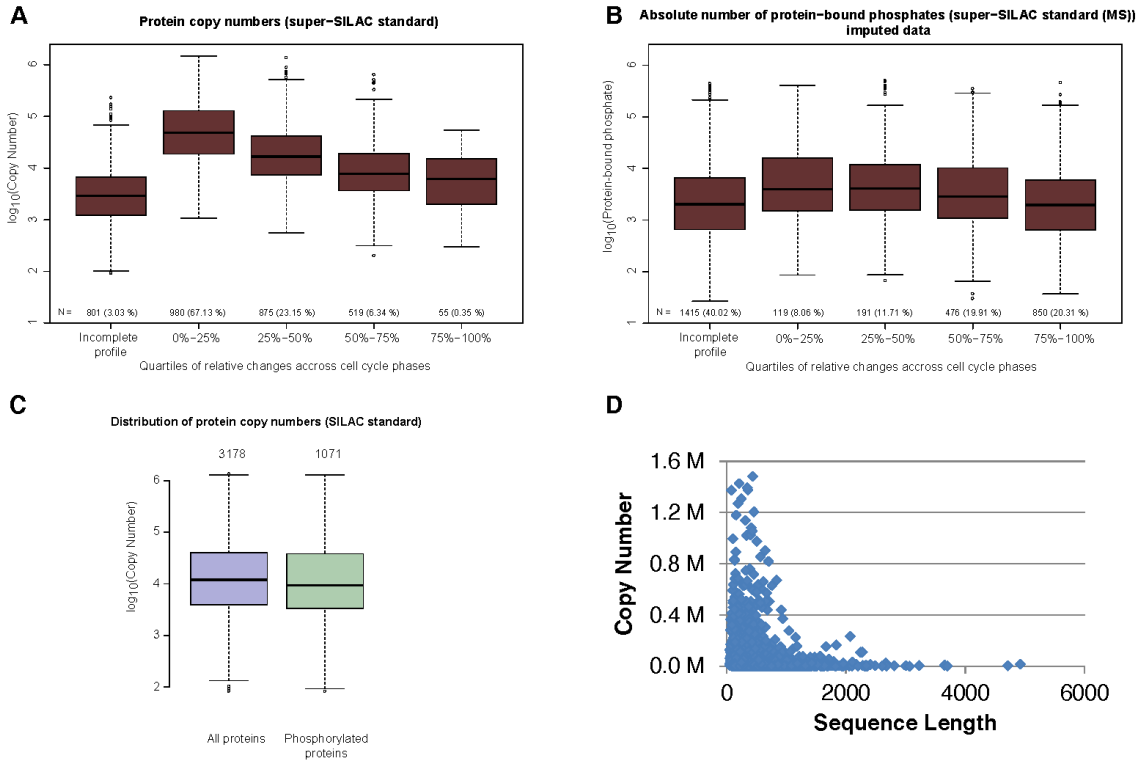 A
Protein copy numbers (super-SILAC standard)
log10(Copy Number)
6
5
4
3
2
1
N = 801 (3.03 %) 980 (67.13 %) 875 (23.15 %) 519 (6.34 %) 55 (0.35 %)
Incomplete profile 0%-25% 25%-50% 50%-75% 75%-100%
Quartiles of relative changes accross cell cycle phases
B
Absolute number of protein-bound phosphates (super-SILAC standard (MS))
imputed data
log10(Protein-bound phosphate)
6
5
4
3
2
1
N = 1415 (40.02 %) 119 (8.06 %) 191 (11.71 %) 476 (19.91 %) 850 (20.31 %)
Incomplete profile 0%-25% 25%-50% 50%-75% 75%-100%
Quartiles of relative changes accross cell cycle phases
C
Distribution of protein copy numbers (SILAC standard)
3178 1071
log10(Copy Number)
6
5
4
3
2
All proteins Phosphorylated proteins
D
Copy Number
1.6 M
1.2 M
0.8 M
0.4 M
0.0 M
0 2000 4000 6000
Sequence Length